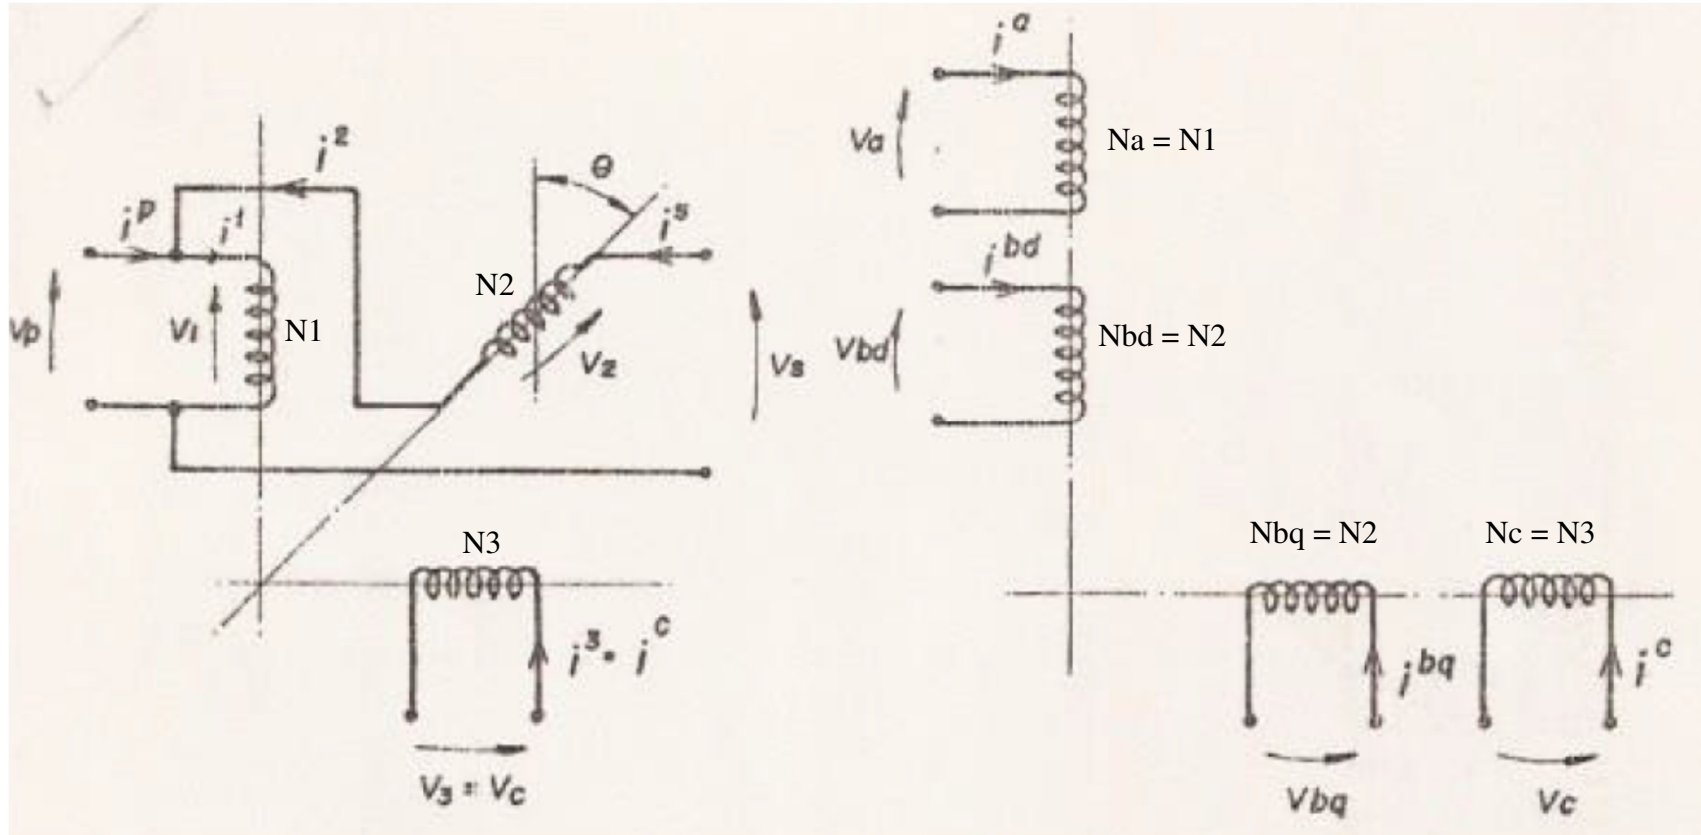 i^2
θ
i^p
i^1
i^s
N2
Vp
V1
N1
V2
Vs
N3
i^3 = i^c
V3 = Vc
i^a
Va
Na = N1
i^bd
Vbd
Nbd = N2
Nbq = N2
Nc = N3
i^bq
i^c
Vbq
Vc